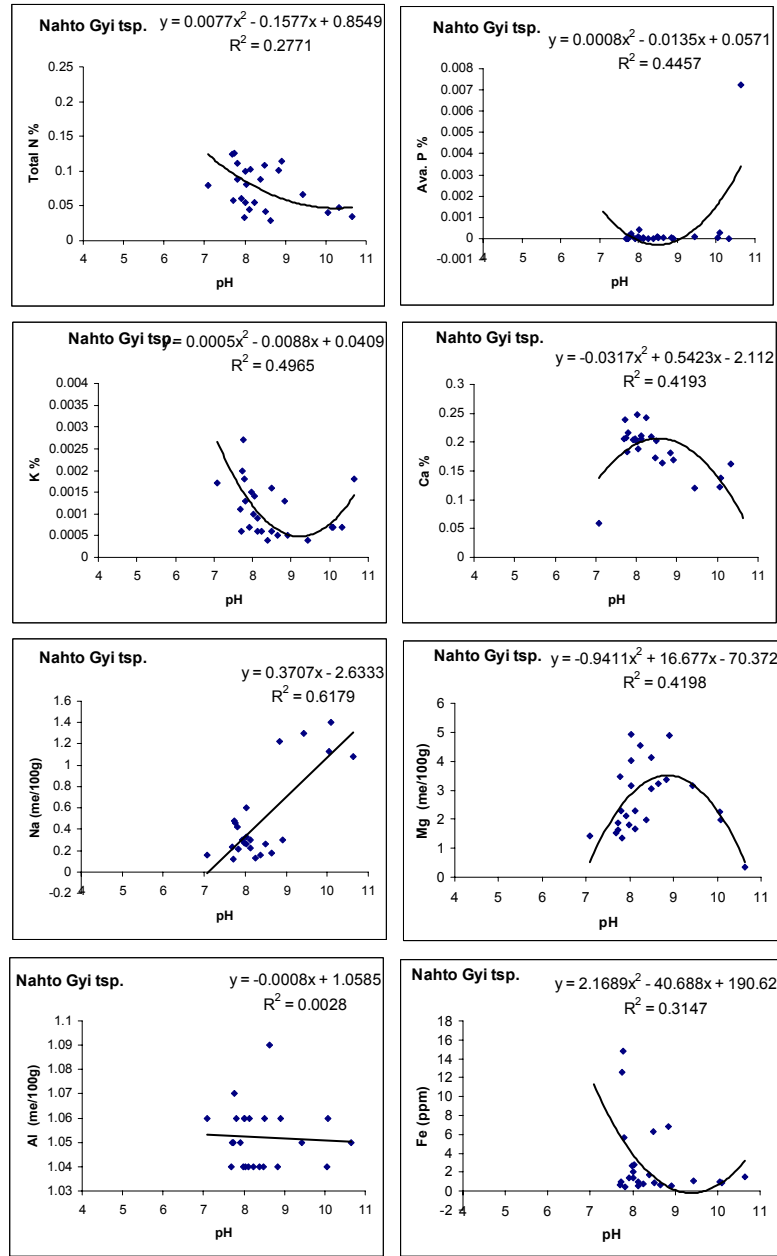 Nahto Gyi tsp. y = 0.0077x² - 0.1577x + 0.8549
R² = 0.2771
Total N %
0.25
0.2
0.15
0.1
0.05
0
4 5 6 7 8 9 10 11
pH
Nahto Gyi tsp.
y = 0.0008x² - 0.0135x + 0.0571
R² = 0.4457
Ava. P %
0.008
0.007
0.006
0.005
0.004
0.003
0.002
0.001
0
-0.001
4 5 6 7 8 9 10 11
pH
Nahto Gyi tsp. y = 0.0005x² - 0.0088x + 0.0409
R² = 0.4965
K %
0.004
0.0035
0.003
0.0025
0.002
0.0015
0.001
0.0005
0
4 5 6 7 8 9 10 11
pH
Nahto Gyi tsp.
y = -0.0317x² + 0.5423x - 2.112
R² = 0.4193
Ca %
0.3
0.25
0.2
0.15
0.1
0.05
0
4 5 6 7 8 9 10 11
pH
Nahto Gyi tsp.
y = 0.3707x - 2.6333
R² = 0.6179
Na (me/100g)
1.6
1.4
1.2
1
0.8
0.6
0.4
0.2
0
-0.2
4 5 6 7 8 9 10 11
pH
Nahto Gyi tsp. y = -0.9411x² + 16.677x - 70.372
R² = 0.4198
Mg (me/100g)
6
5
4
3
2
1
0
4 5 6 7 8 9 10 11
pH
Nahto Gyi tsp. y = -0.0008x + 1.0585
R² = 0.0028
Al (me/100g)
1.1
1.09
1.08
1.07
1.06
1.05
1.04
1.03
4 5 6 7 8 9 10 11
pH
Nahto Gyi tsp. y = 2.1689x² - 40.688x + 190.62
R² = 0.3147
Fe (ppm)
18
16
14
12
10
8
6
4
2
0
-2
4 5 6 7 8 9 10 11
pH